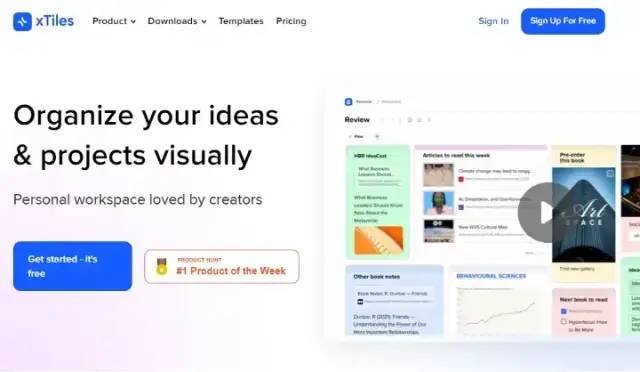 xTiles
Product
Downloads
Templates
Pricing
Sign In
Sign Up For Free
Organize your ideas
& projects visually
Personal workspace loved by creators
Get started - it's
free
PRODUCT HUNT
#1 Product of the Week
Review
HBR IdeaCast
What Business
Leaders Should
What Business
Leaders Should Know
About the
Metaverse
Articles to read this week
Climate change may lead to
AI, Deepfakes, and
New NYS Cultural Map
Pre-order
this book
Art
SPACE
Find new gallery
Other book notes
Book Notes: R. Dunbar — Friends
Dunbar, R (2021). Friends —
Understanding the Power of Our
Most Important Relationships.
BEHAVIOURAL SCIENCES
Next book to read
Hyperfocus: How
to Be More